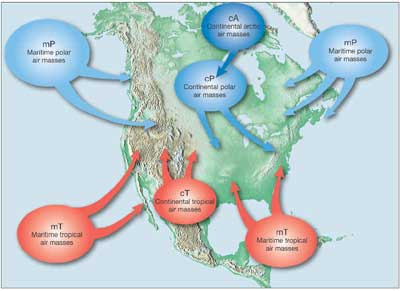 cA
Continental arctic
air masses
mP
Maritime polar
air masses
mP
Maritime polar
air masses
cP
Continental polar
air masses
cT
Continental tropical
air masses
mT
Maritime tropical
air masses
mT
Maritime tropical
air masses